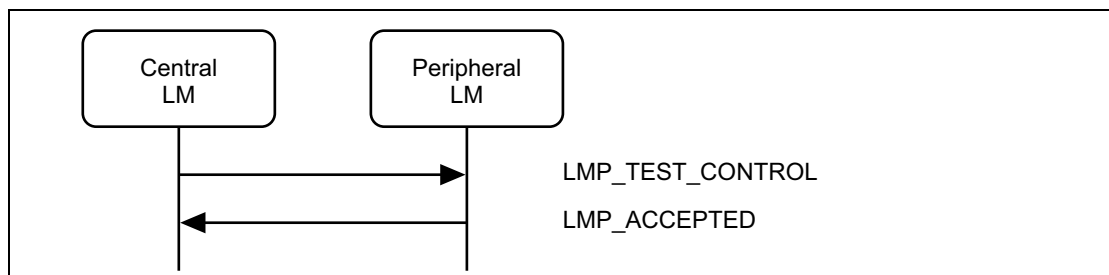 Central
LM
Peripheral
LM
LMP_TEST_CONTROL
LMP_ACCEPTED